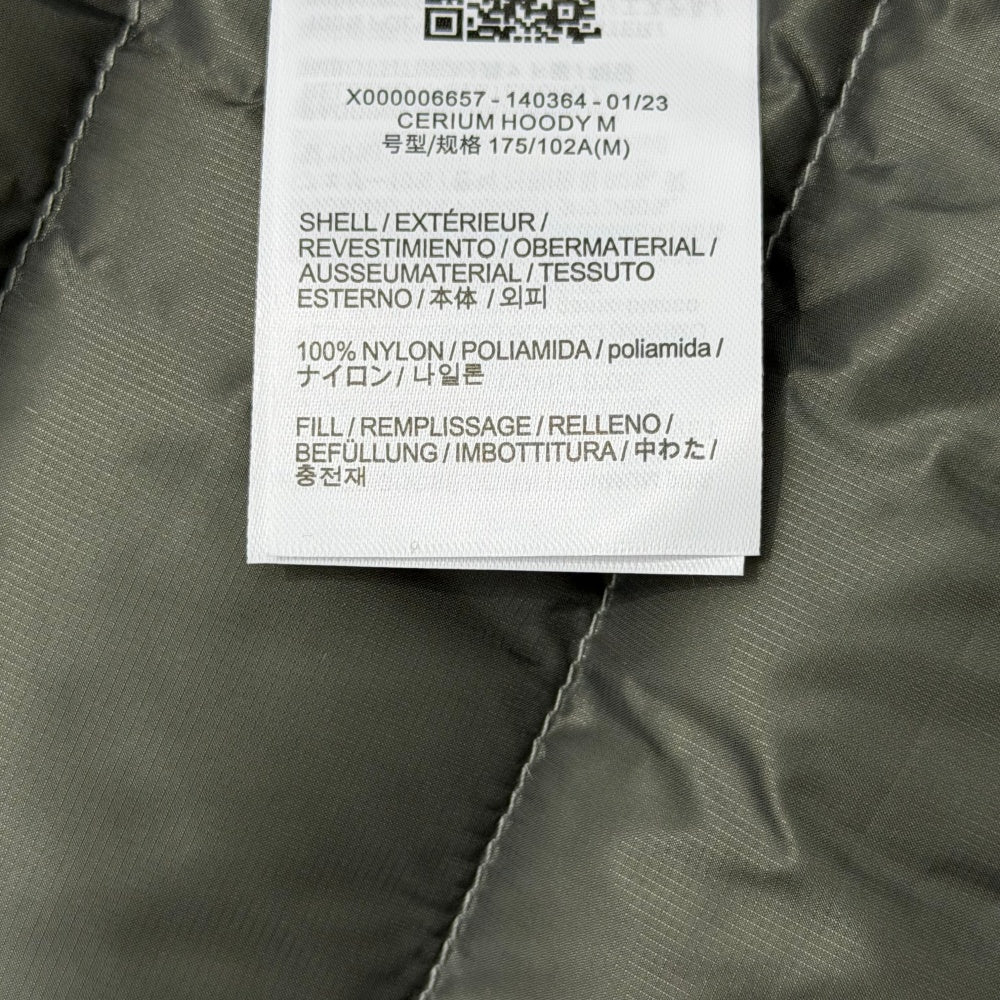 X000006657 - 140364 - 01/23
CERIUM HOODY M
号型/规格 175/102A(M)
SHELL / EXTÉRIEUR /
REVESTIMIENTO / OBERMATERIAL /
AUSSEUMATERIAL / TESSUTO
ESTERNO / 本体 / 외피
100% NYLON / POLIAMIDA / poliamida /
ナイロン / 나일론
FILL / REMPLISSAGE / RELLENO /
BEFÜLLUNG / IMBOTTITURA / 中わた /
충전재